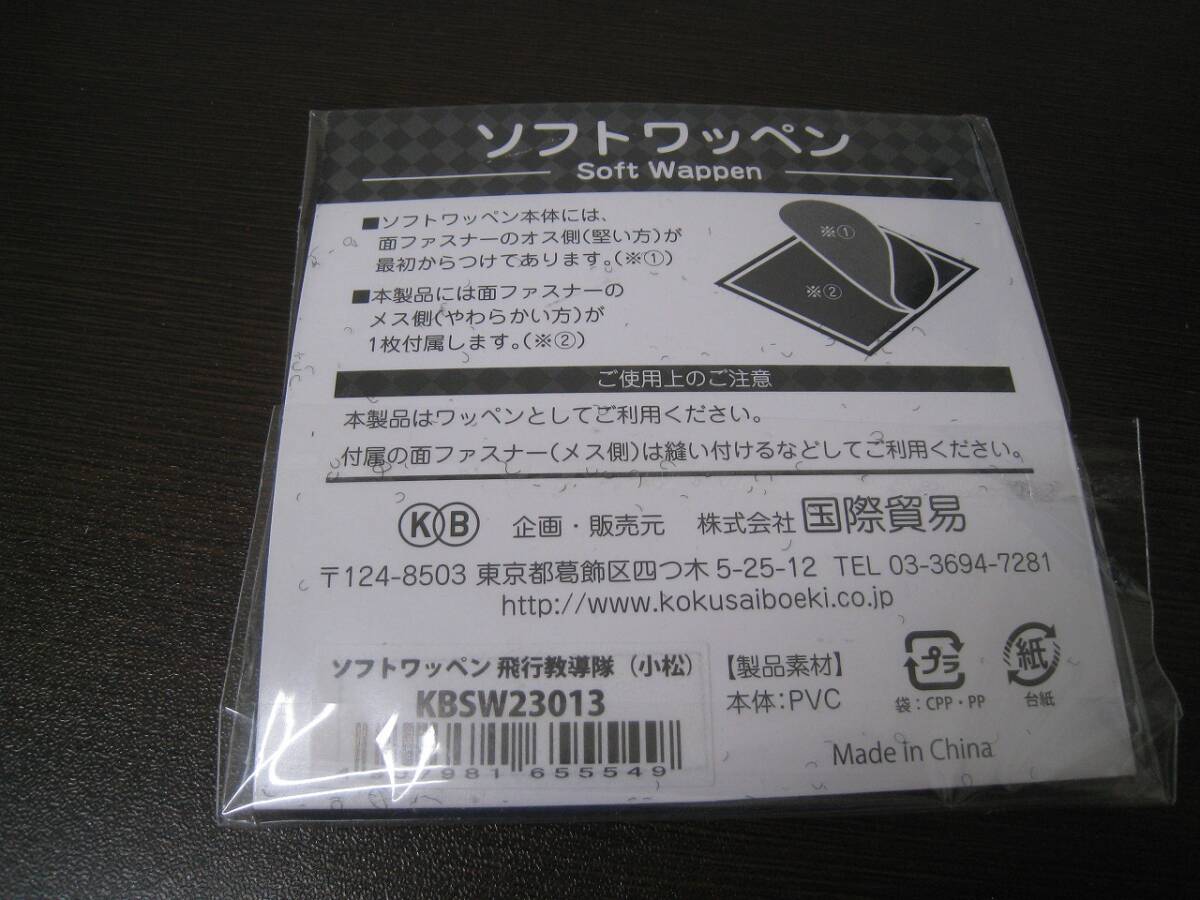 ソフトワッペン
Soft Wappen
■ソフトワッペン本体には、
面ファスナーのオス側(堅い方)が
最初からつけてあります。(※①)
■本製品には面ファスナーの
メス側(やわらかい方)が
1枚付属します。(※②)
※①
※②
ご使用上のご注意
本製品はワッペンとしてご利用ください。
付属の面ファスナー(メス側)は縫い付けるなどしてご利用ください。
KB 企画・販売元 株式会社 国際貿易
〒124-8503 東京都葛飾区四つ木 5-25-12 TEL 03-3694-7281
http://www.kokusaiboeki.co.jp
ソフトワッペン 飛行教導隊 (小松)
KBSW23013
981 655549
【製品素材】
本体:PVC
プラ
袋:CPP・PP
紙
台紙
Made in China